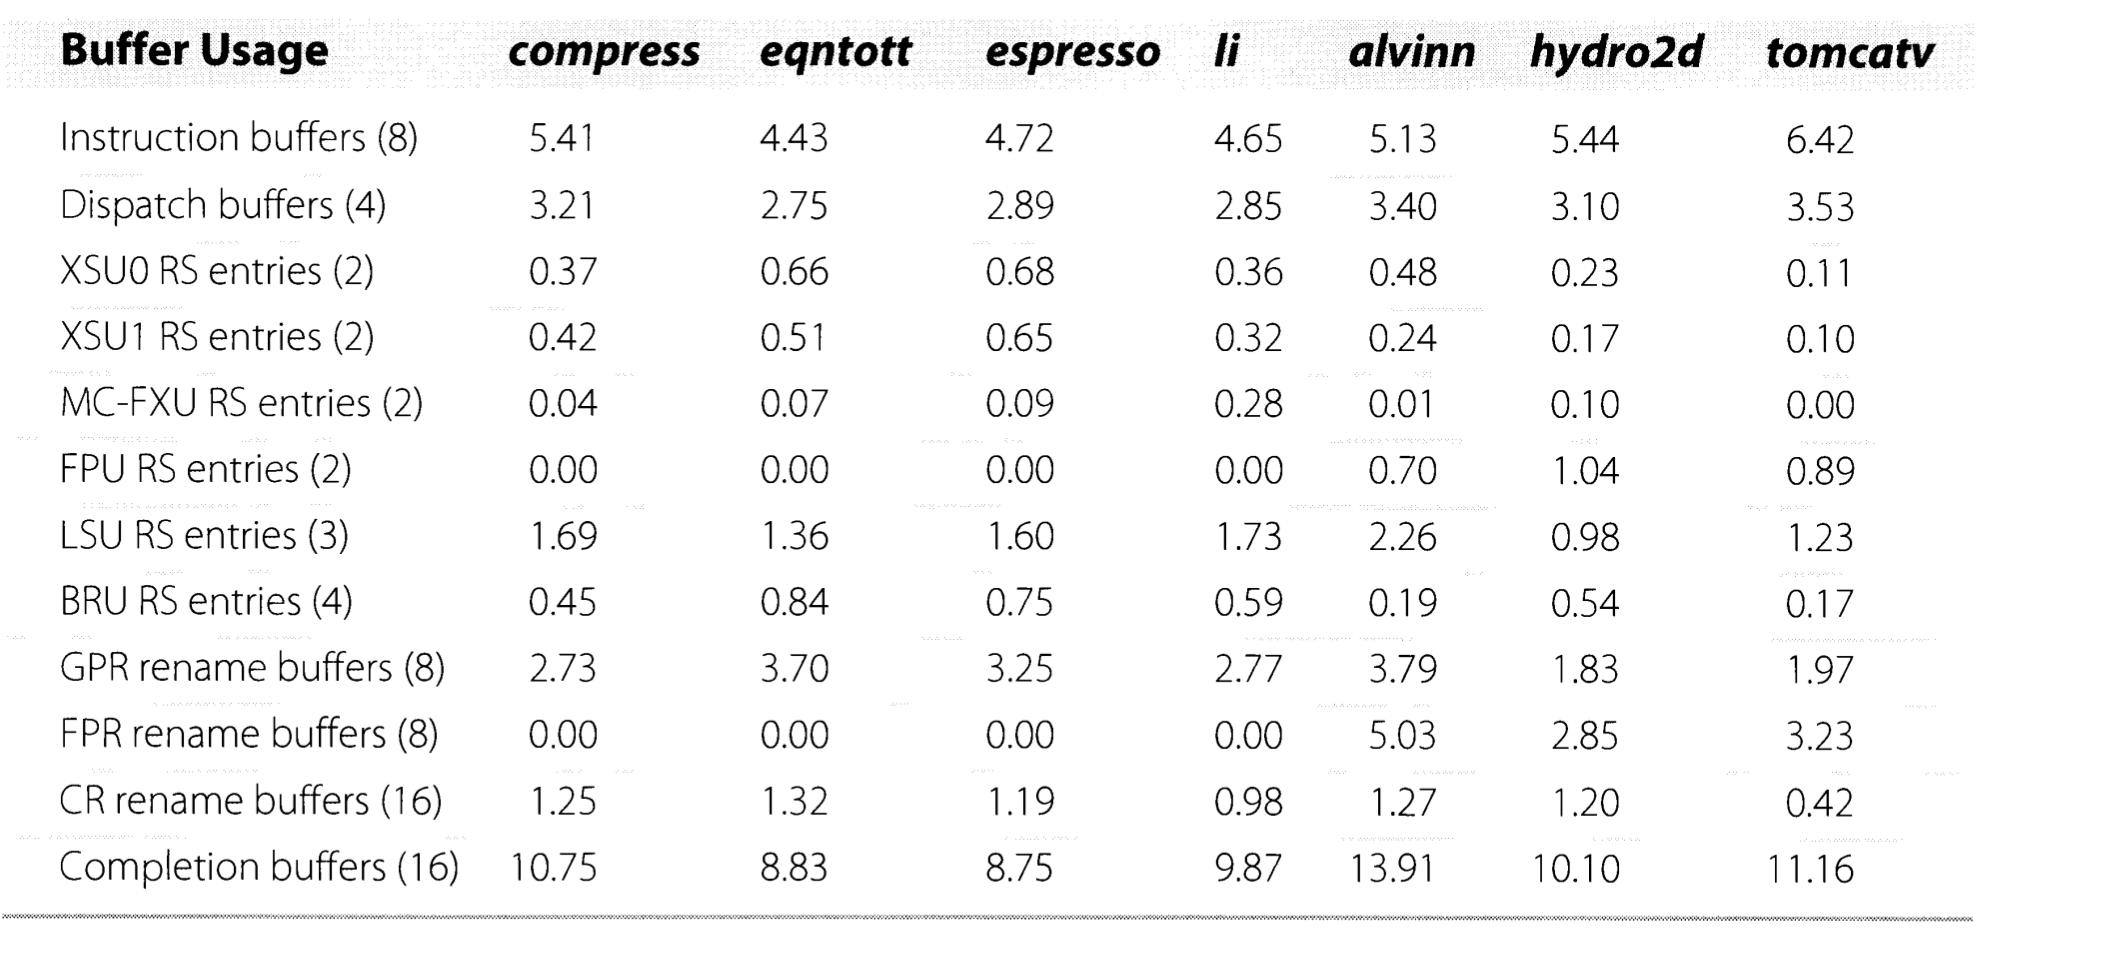 Buffer Usage compress eqntott espresso li alvinn hydro2d tomcatv
Instruction buffers (8) 5.41 4.43 4.72 4.65 5.13 5.44 6.42
Dispatch buffers (4) 3.21 2.75 2.89 2.85 3.40 3.10 3.53
XSU0 RS entries (2) 0.37 0.66 0.68 0.36 0.48 0.23 0.11
XSU1 RS entries (2) 0.42 0.51 0.65 0.32 0.24 0.17 0.10
MC-FXU RS entries (2) 0.04 0.07 0.09 0.28 0.01 0.10 0.00
FPU RS entries (2) 0.00 0.00 0.00 0.00 0.70 1.04 0.89
LSU RS entries (3) 1.69 1.36 1.60 1.73 2.26 0.98 1.23
BRU RS entries (4) 0.45 0.84 0.75 0.59 0.19 0.54 0.17
GPR rename buffers (8) 2.73 3.70 3.25 2.77 3.79 1.83 1.97
FPR rename buffers (8) 0.00 0.00 0.00 0.00 5.03 2.85 3.23
CR rename buffers (16) 1.25 1.32 1.19 0.98 1.27 1.20 0.42
Completion buffers (16) 10.75 8.83 8.75 9.87 13.91 10.10 11.16